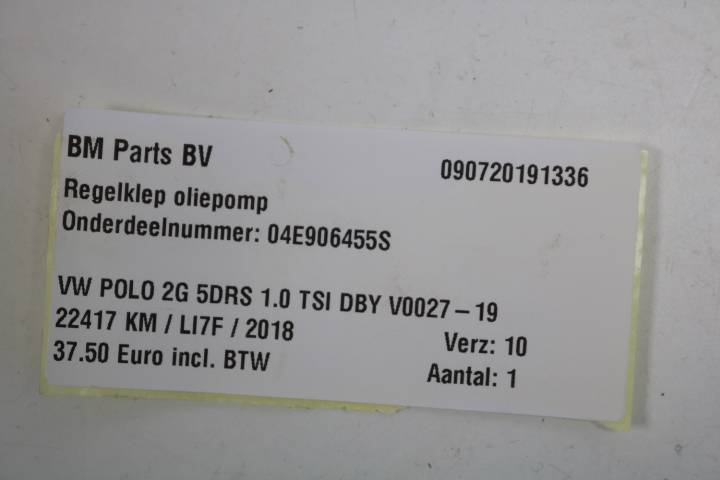 BM Parts BV 090720191336
Regelklep oliepomp
Onderdeelnummer: 04E906455S
VW POLO 2G 5DRS 1.0 TSI DBY V0027 – 19
22417 KM / LI7F / 2018 Verz: 10
37.50 Euro incl. BTW Aantal: 1